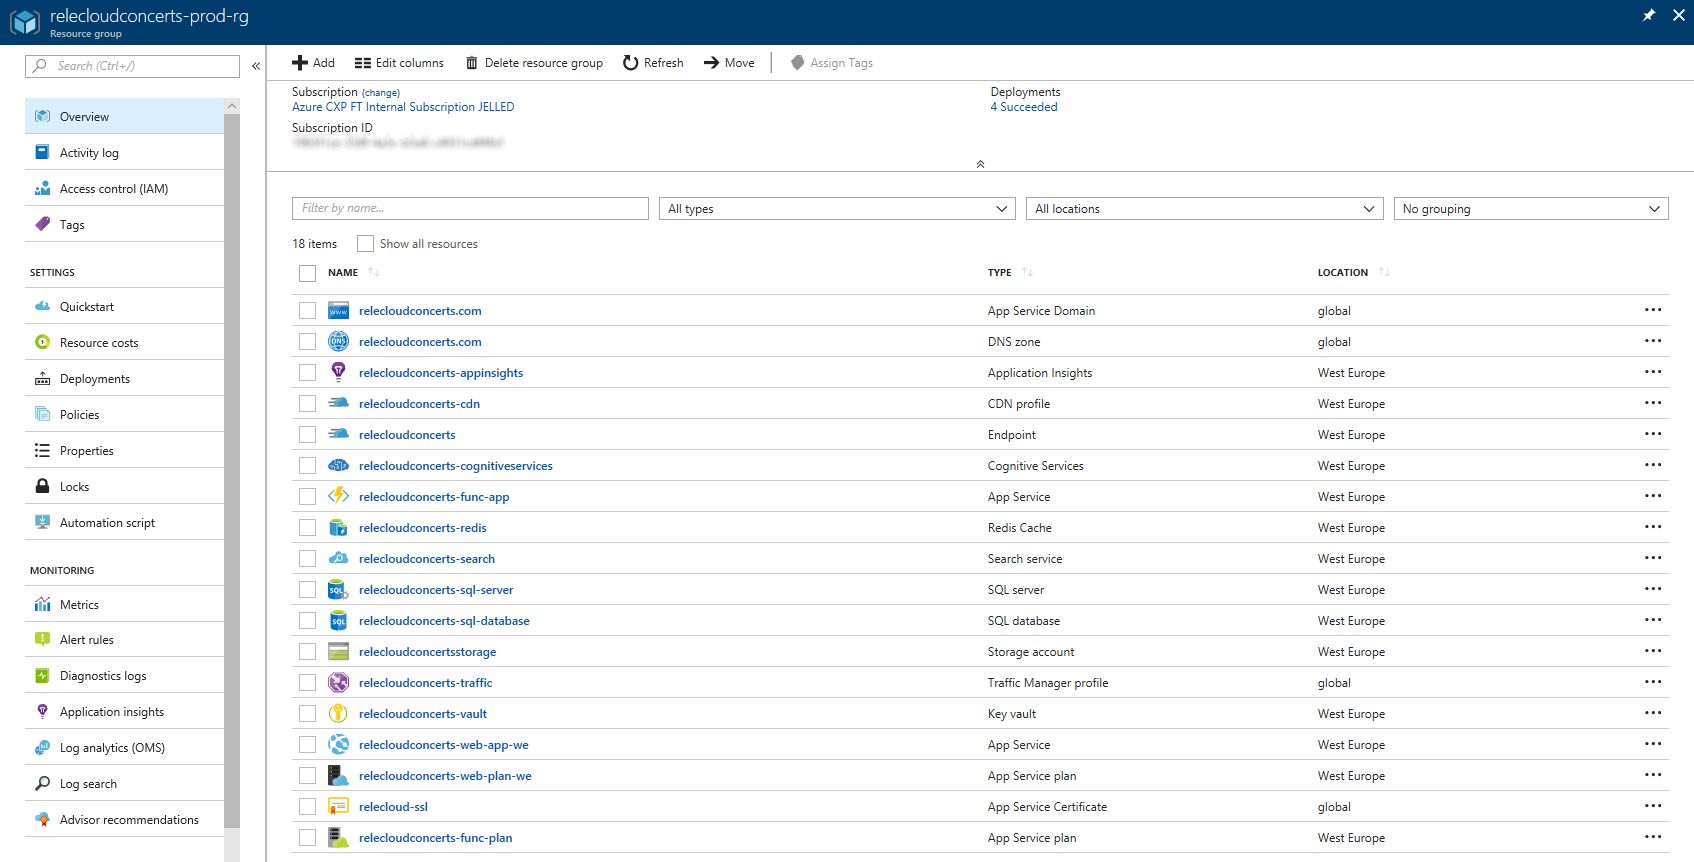 relecloudconcerts-prod-rg
Resource group
Search (Ctrl+/)
Overview
Activity log
Access control (IAM)
Tags
SETTINGS
Quickstart
Resource costs
Deployments
Policies
Properties
Locks
Automation script
MONITORING
Metrics
Alert rules
Diagnostics logs
Application insights
Log analytics (OMS)
Log search
Advisor recommendations
Add Edit columns Delete resource group Refresh Move Assign Tags
Subscription (change) Deployments
Azure CXP FT Internal Subscription JELLED 4 Succeeded
Subscription ID
Filter by name... All types All locations No grouping
18 items Show all resources
NAME TYPE LOCATION
relecloudconcerts.com App Service Domain global
relecloudconcerts.com DNS zone global
relecloudconcerts-appinsights Application Insights West Europe
relecloudconcerts-cdn CDN profile West Europe
relecloudconcerts Endpoint West Europe
relecloudconcerts-cognitiveservices Cognitive Services West Europe
relecloudconcerts-func-app App Service West Europe
relecloudconcerts-redis Redis Cache West Europe
relecloudconcerts-search Search service West Europe
relecloudconcerts-sql-server SQL server West Europe
relecloudconcerts-sql-database SQL database West Europe
relecloudconcertsstorage Storage account West Europe
relecloudconcerts-traffic Traffic Manager profile global
relecloudconcerts-vault Key vault West Europe
relecloudconcerts-web-app-we App Service West Europe
relecloudconcerts-web-plan-we App Service plan West Europe
relecloud-ssl App Service Certificate global
relecloudconcerts-func-plan App Service plan West Europe